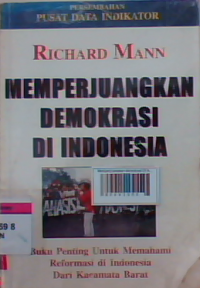 PERSEMBAHAN
PUSAT DATA INDIKATOR
RICHARD MANN
MEMPERJUANGKAN
DEMOKRASI
DI INDONESIA
Buku Penting Untuk Memahami
Reformasi di Indonesia
Dari Kacamata Barat